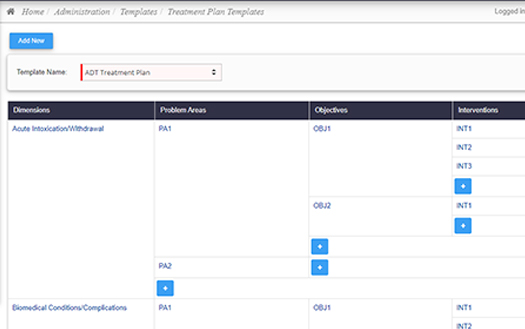 Home / Administration / Templates / Treatment Plan Templates Logged in
Add New
Template Name: ADT Treatment Plan
Dimensions Problem Areas Objectives Interventions
Acute Intoxication/Withdrawal PA1 OBJ1 INT1
INT2
INT3
+
OBJ2 INT1
+
+
PA2 +
+
Biomedical Conditions/Complications PA1 OBJ1 INT1
INT2